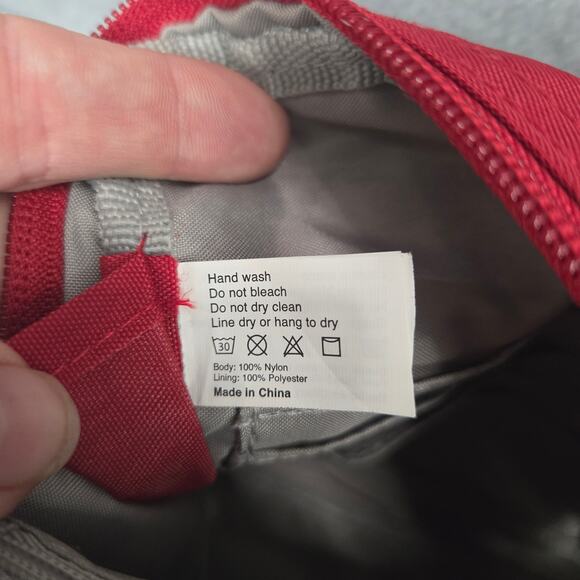 Hand wash
Do not bleach
Do not dry clean
Line dry or hang to dry
30
Body: 100% Nylon
Lining: 100% Polyester
Made in China